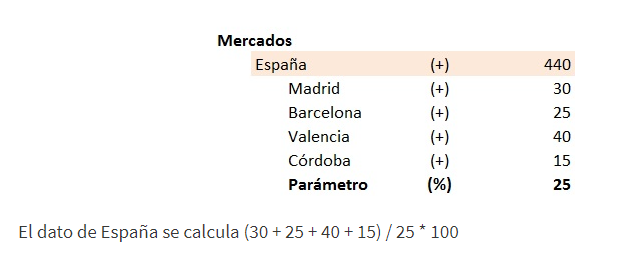 Mercados
España (+) 440
Madrid (+) 30
Barcelona (+) 25
Valencia (+) 40
Córdoba (+) 15
Parámetro (%) 25
El dato de España se calcula (30 + 25 + 40 + 15) / 25 * 100